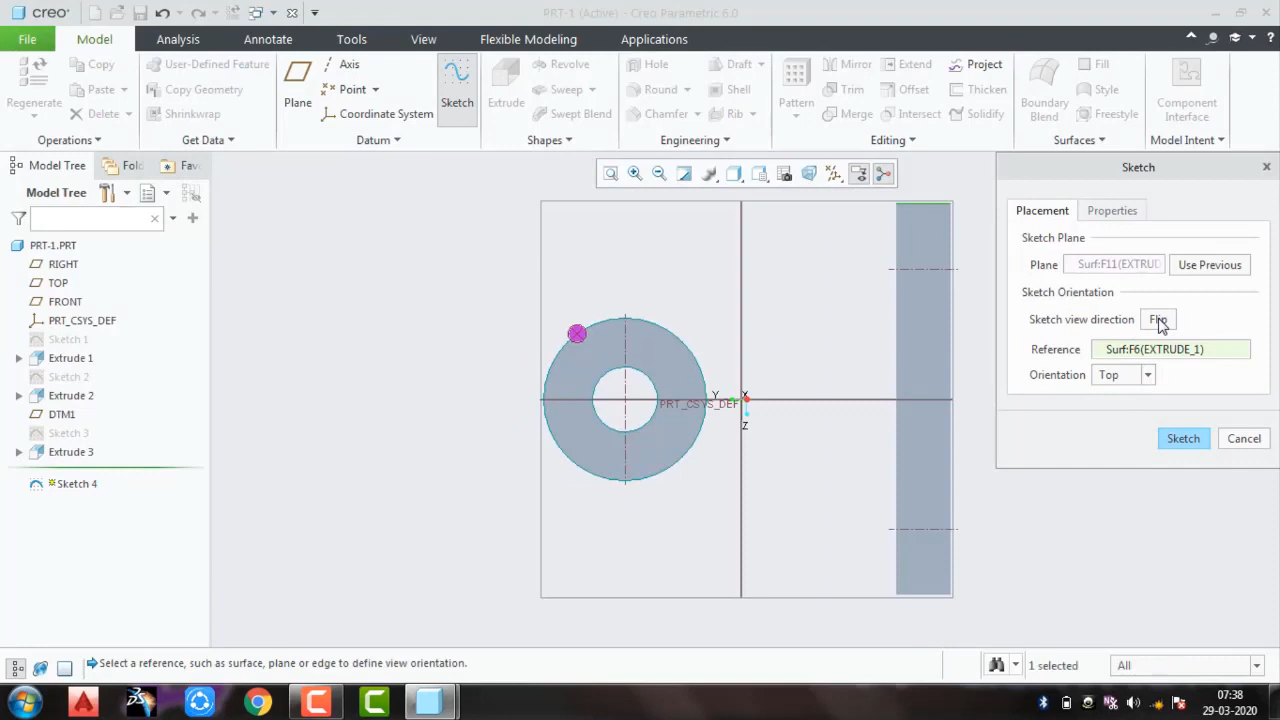 creo®
PRT-1 (Active) - Creo Parametric 6.0
File Model Analysis Annotate Tools View Flexible Modeling Applications
Regenerate
Copy
Paste
Delete
User-Defined Feature
Copy Geometry
Shrinkwrap
Plane
Axis
Point
Coordinate System
Sketch
Extrude
Revolve
Sweep
Swept Blend
Hole
Round
Chamfer
Draft
Shell
Rib
Pattern
Mirror
Trim
Merge
Extend
Offset
Intersect
Project
Thicken
Solidify
Boundary
Blend
Fill
Style
Freestyle
Component
Interface
Operations Get Data Datum Shapes Engineering Editing Surfaces Model Intent
Model Tree Fold Fav
Model Tree
PRT-1.PRT
RIGHT
TOP
FRONT
PRT_CSYS_DEF
Sketch 1
Extrude 1
Sketch 2
Extrude 2
DTM1
Sketch 3
Extrude 3
Sketch 4
Y X
PRT_CSYS_DEF
Z
Sketch
Placement Properties
Sketch Plane
Plane Surf:F11(EXTRUD Use Previous
Sketch Orientation
Sketch view direction Flip
Reference Surf:F6(EXTRUDE_1)
Orientation Top
Sketch Cancel
Select a reference, such as surface, plane or edge to define view orientation.
1 selected All
07:38
29-03-2020